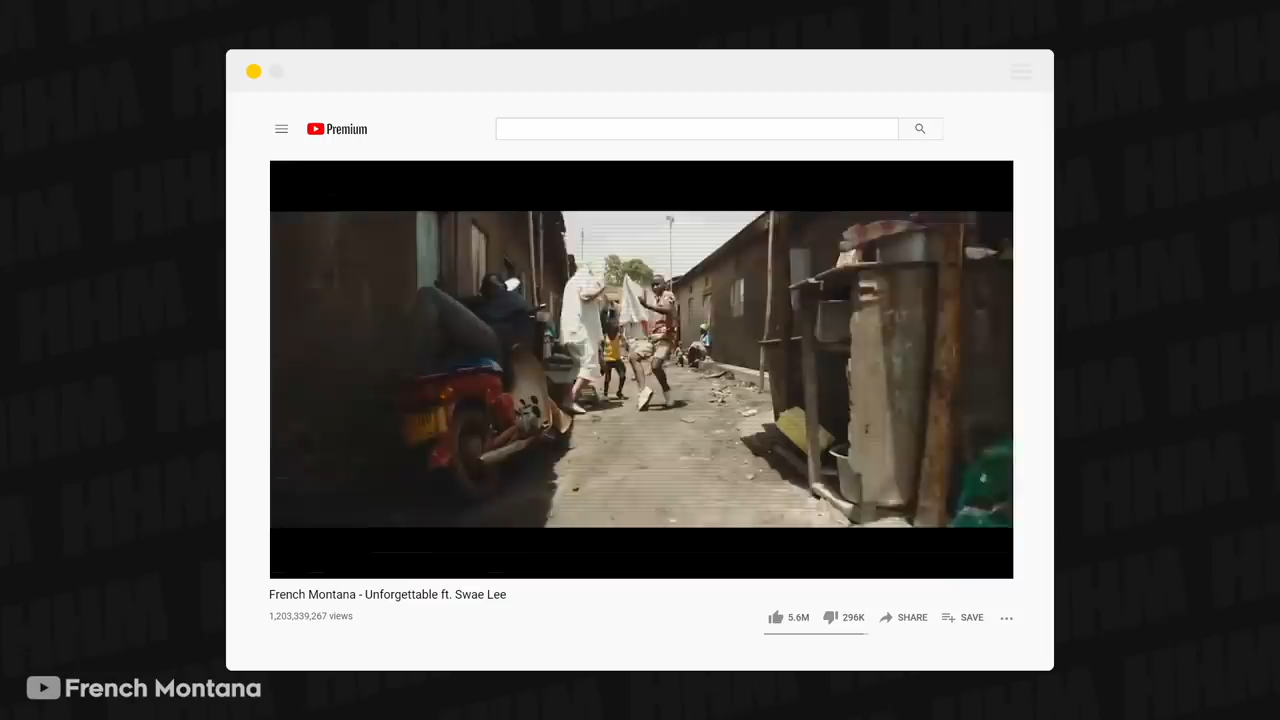 Premium
French Montana - Unforgettable ft. Swae Lee
1,203,339,267 views
5.6M
296K
SHARE
SAVE
French Montana